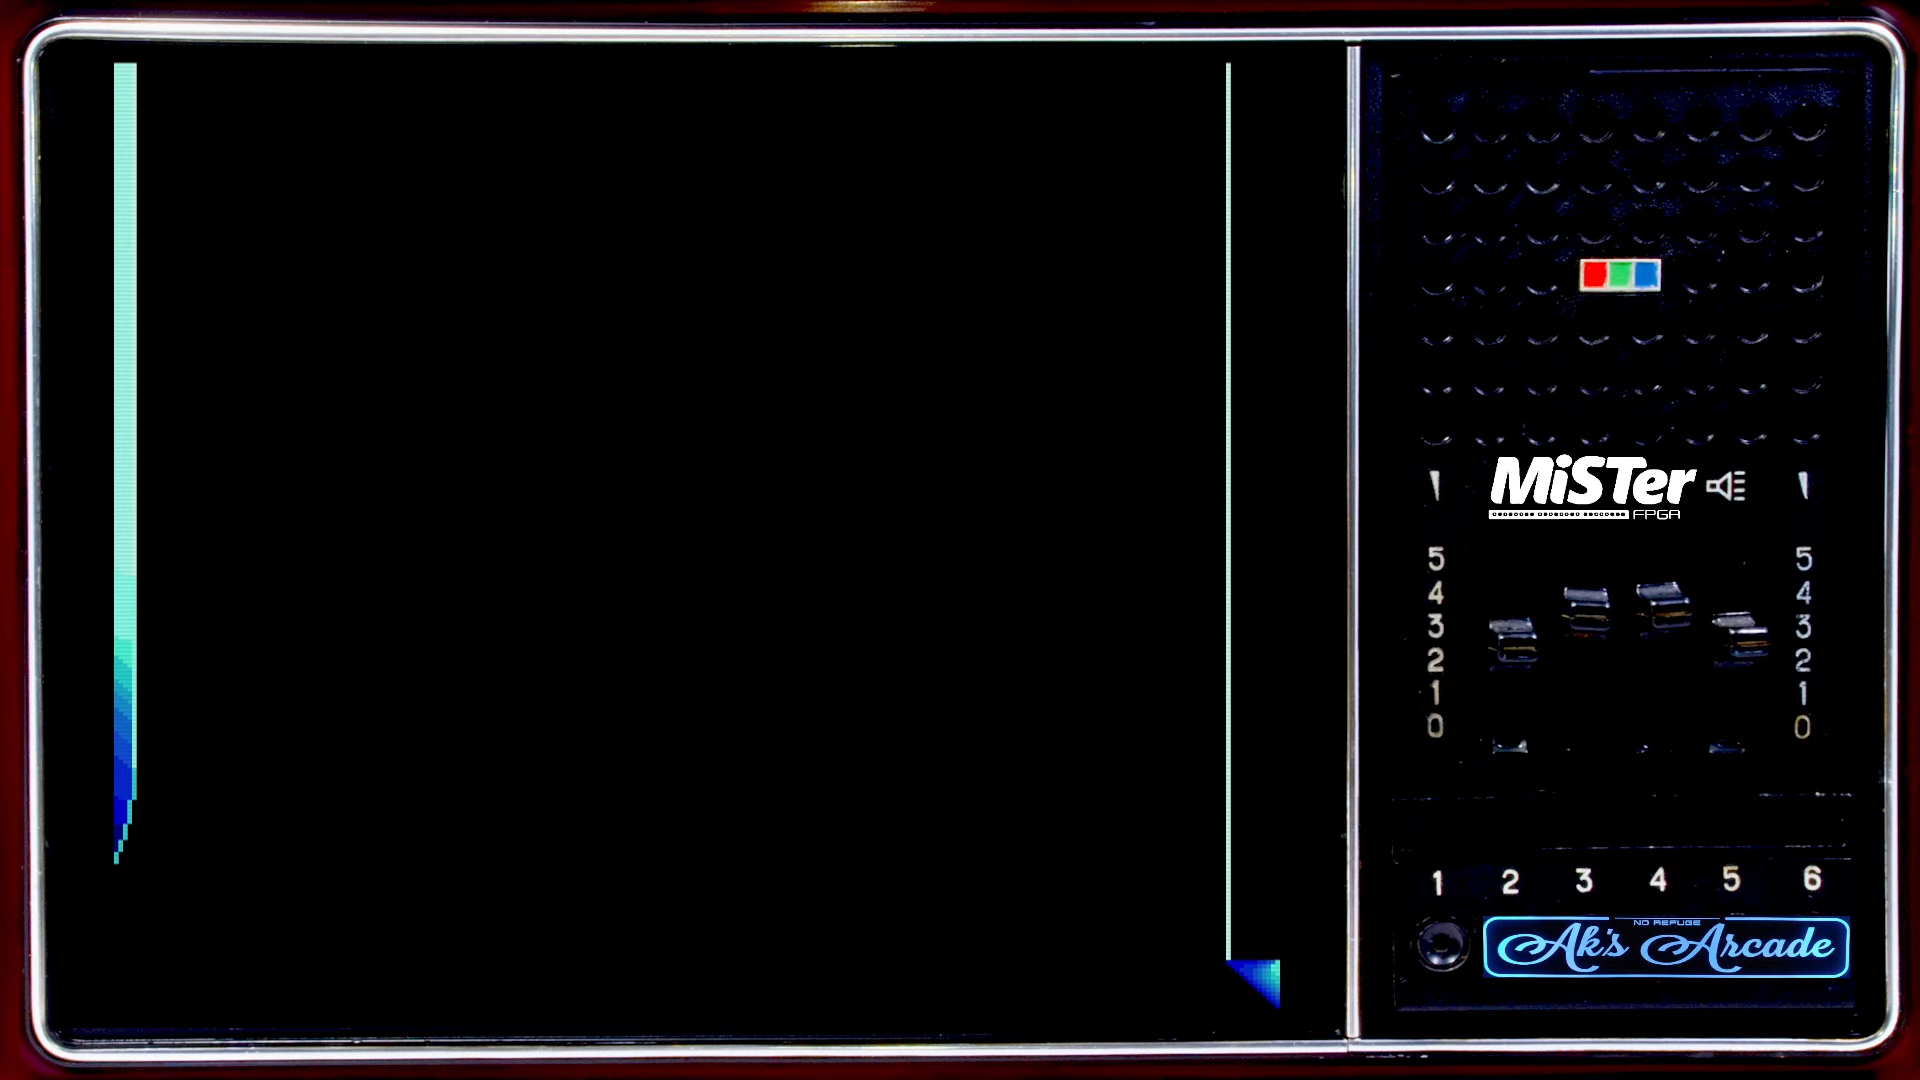 MiSTer
FPGA
5 5
4 4
3 3
2 2
1 1
0 0
1 2 3 4 5 6
NO REFUGE
Ak's Arcade